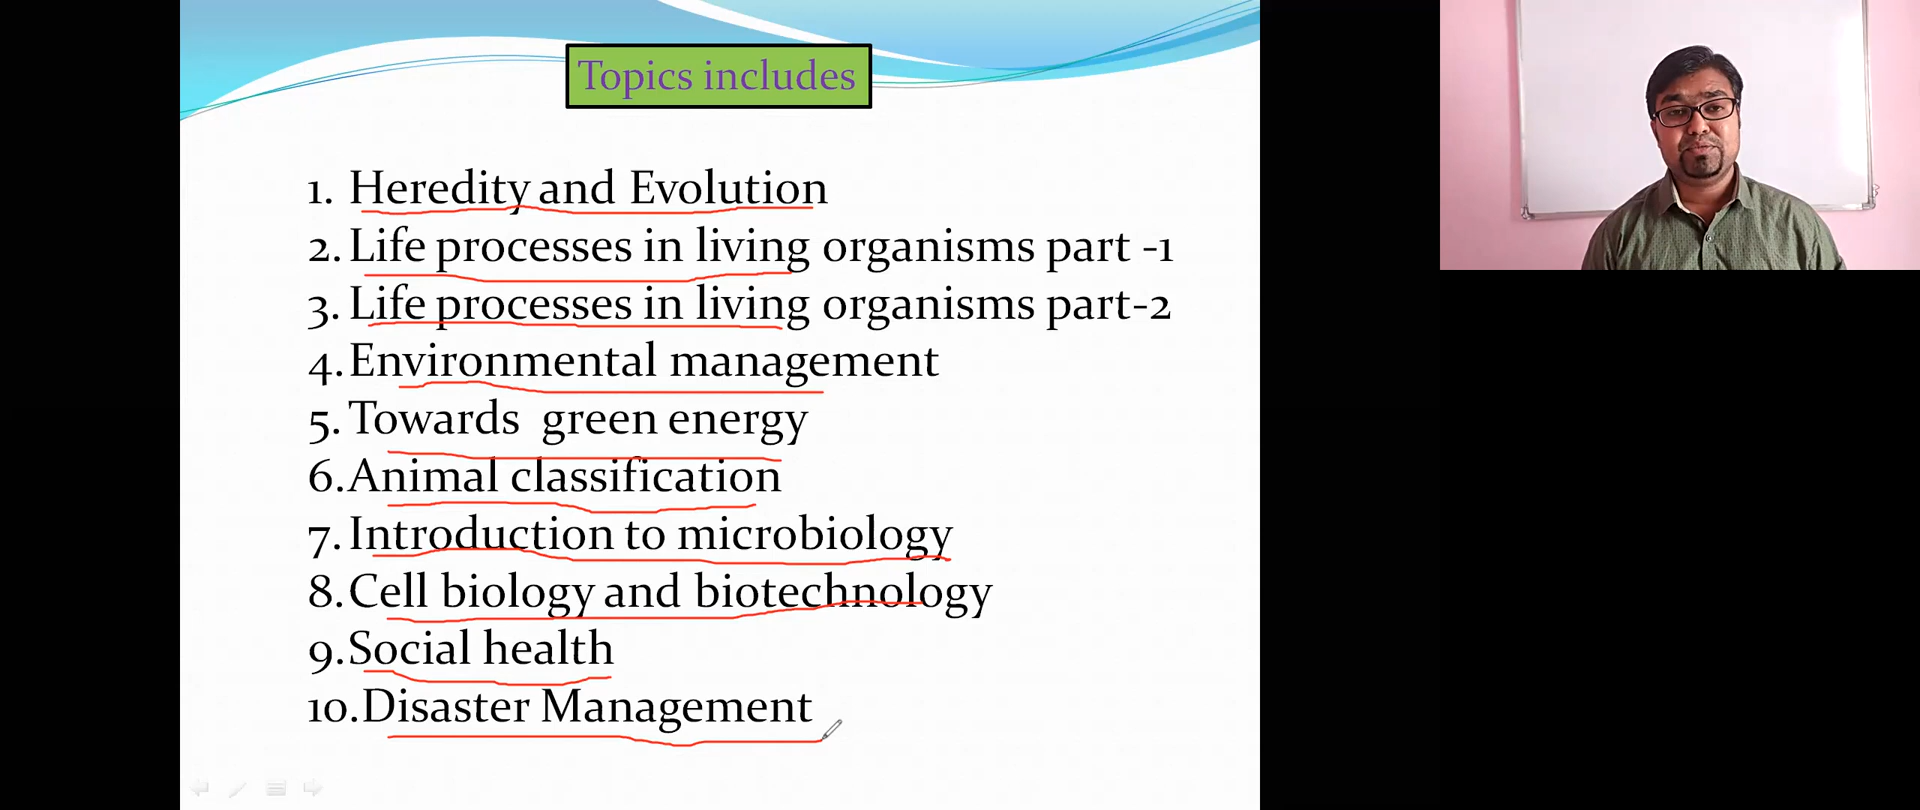 Topics includes
1. Heredity and Evolution
2. Life processes in living organisms part -1
3. Life processes in living organisms part-2
4. Environmental management
5. Towards green energy
6. Animal classification
7. Introduction to microbiology
8. Cell biology and biotechnology
9. Social health
10. Disaster Management